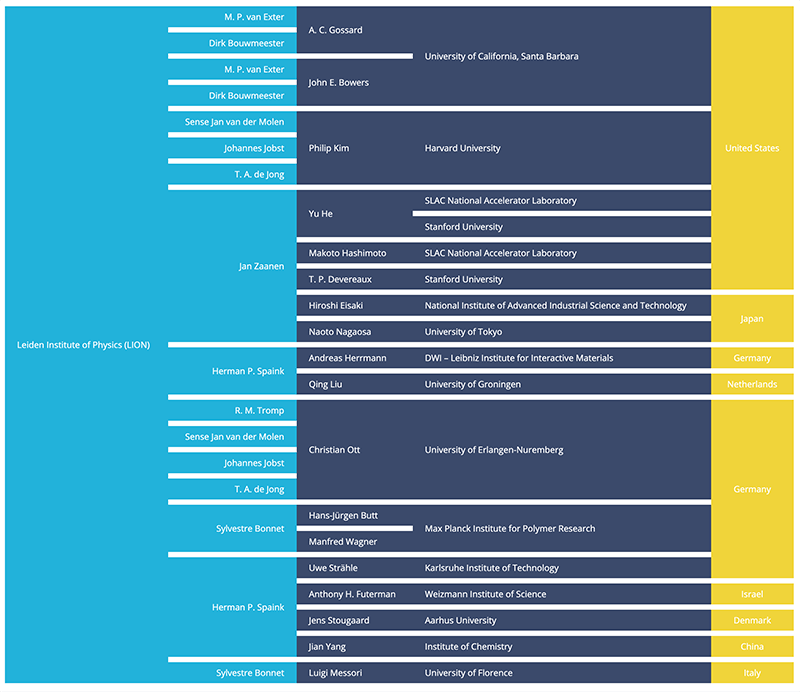 M. P. van Exter
A. C. Gossard
Dirk Bouwmeester
University of California, Santa Barbara
M. P. van Exter
John E. Bowers
Dirk Bouwmeester
Sense Jan van der Molen
Johannes Jobst
Philip Kim
Harvard University
United States
T. A. de Jong
SLAC National Accelerator Laboratory
Yu He
Stanford University
Makoto Hashimoto
SLAC National Accelerator Laboratory
Jan Zaanen
T. P. Devereaux
Stanford University
Hiroshi Eisaki
National Institute of Advanced Industrial Science and Technology
Japan
Naoto Nagaosa
University of Tokyo
Leiden Institute of Physics (LION)
Andreas Herrmann
DWI – Leibniz Institute for Interactive Materials
Germany
Herman P. Spaink
Qing Liu
University of Groningen
Netherlands
R. M. Tromp
Sense Jan van der Molen
Christian Ott
University of Erlangen-Nuremberg
Johannes Jobst
T. A. de Jong
Germany
Hans-Jürgen Butt
Sylvestre Bonnet
Max Planck Institute for Polymer Research
Manfred Wagner
Uwe Strähle
Karlsruhe Institute of Technology
Anthony H. Futerman
Weizmann Institute of Science
Israel
Herman P. Spaink
Jens Stougaard
Aarhus University
Denmark
Jian Yang
Institute of Chemistry
China
Sylvestre Bonnet
Luigi Messori
University of Florence
Italy